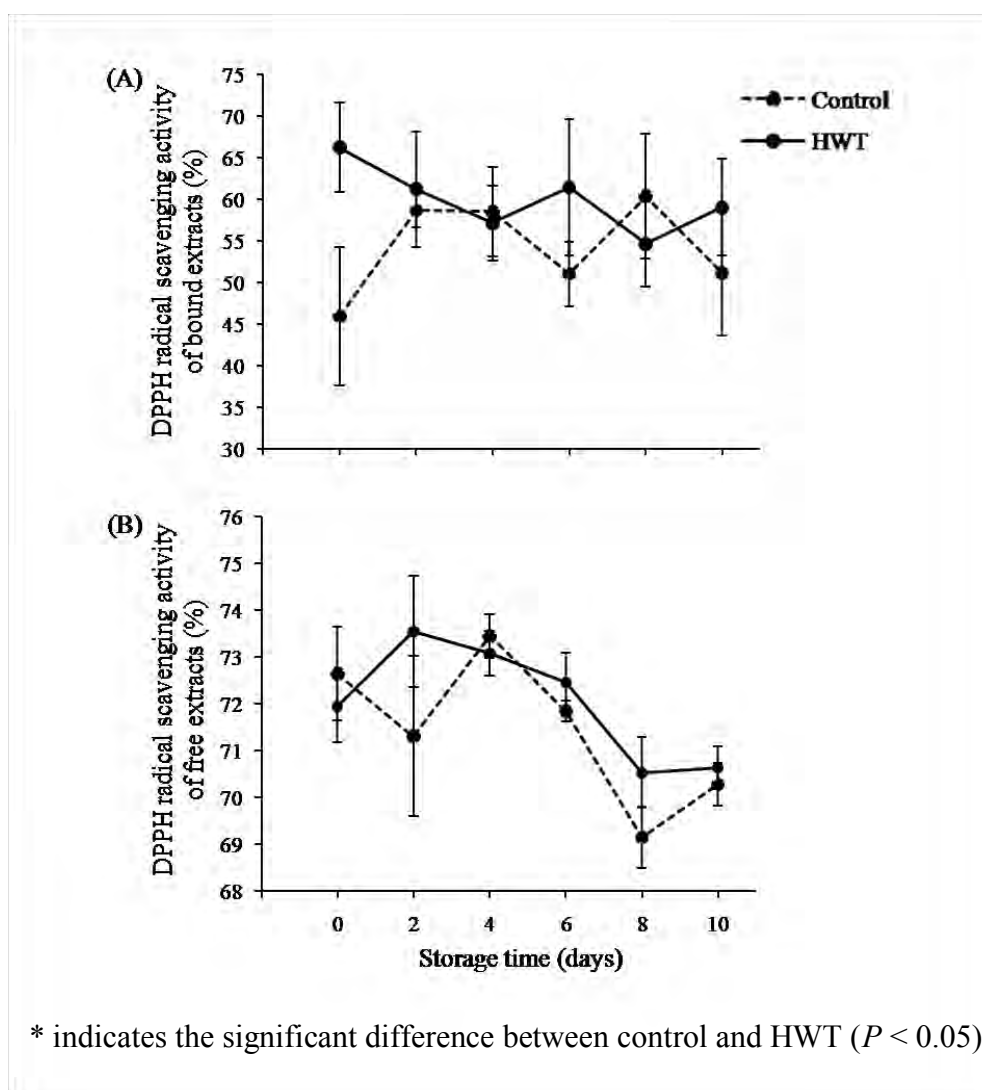 (A)
DPPH radical scavenging activity
of bound extracts (%)
75
70
65
60
55
50
45
40
35
30
Control
HWT
(B)
DPPH radical scavenging activity
of free extracts (%)
76
75
74
73
72
71
70
69
68
0 2 4 6 8 10
Storage time (days)
* indicates the significant difference between control and HWT (P < 0.05)